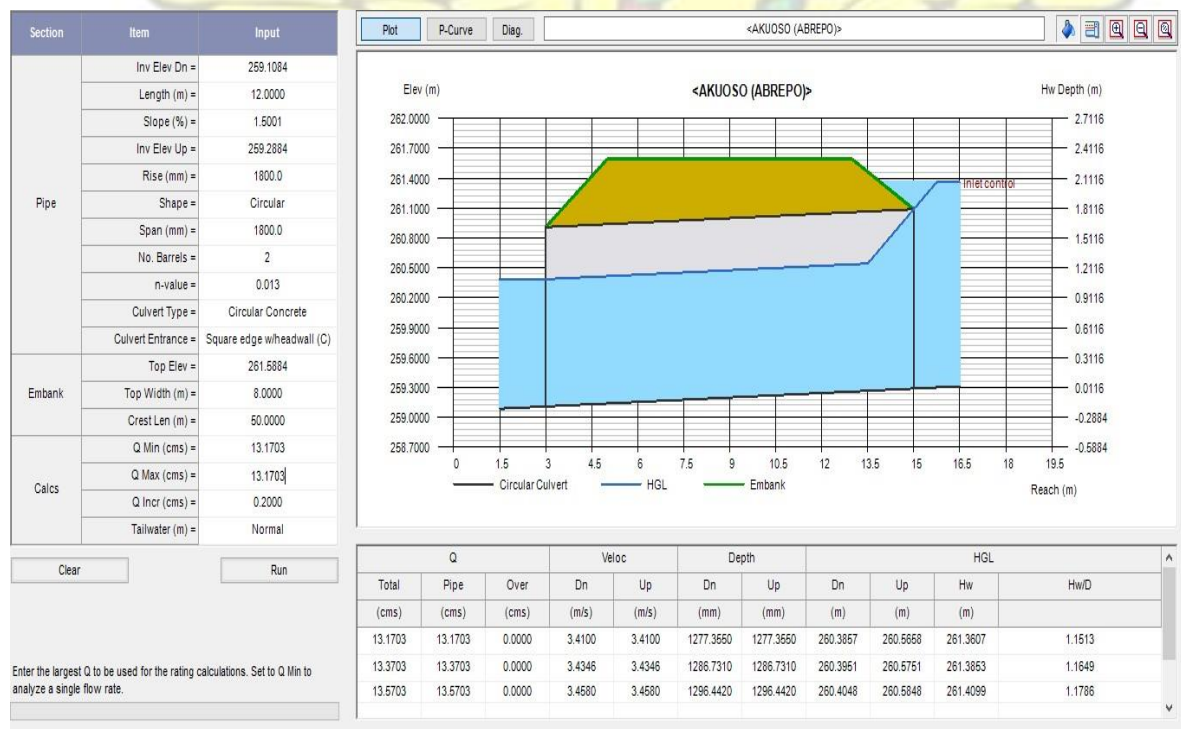 Section Item Input
Pipe
Inv Elev Dn = 259.1084
Length (m) = 12.0000
Slope (%) = 1.5001
Inv Elev Up = 259.2884
Rise (mm) = 1800.0
Shape = Circular
Span (mm) = 1800.0
No. Barrels = 2
n-value = 0.013
Culvert Type = Circular Concrete
Culvert Entrance = Square edge w/headwall (C)
Embank
Top Elev = 261.5884
Top Width (m) = 8.0000
Crest Len (m) = 50.0000
Calcs
Q Min (cms) = 13.1703
Q Max (cms) = 13.1703
Q Incr (cms) = 0.2000
Tailwater (m) = Normal
Clear Run
Enter the largest Q to be used for the rating calculations. Set to Q Min to
analyze a single flow rate.
Plot P-Curve Diag. <AKUOSO (ABREPO)>
Elev (m) <AKUOSO (ABREPO)> Hw Depth (m)
262.0000 2.7116
261.7000 2.4116
261.4000 2.1116
Inlet control
261.1000 1.8116
260.8000 1.5116
260.5000 1.2116
260.2000 0.9116
259.9000 0.6116
259.6000 0.3116
259.3000 0.0116
259.0000 -0.2884
258.7000 -0.5884
0 1.5 3 4.5 6 7.5 9 10.5 12 13.5 15 16.5 18 19.5
Circular Culvert HGL Embank Reach (m)
Q Veloc Depth HGL
Total Pipe Over Dn Up Dn Up Dn Up Hw Hw/D
(cms) (cms) (cms) (m/s) (m/s) (mm) (mm) (m) (m) (m)
13.1703 13.1703 0.0000 3.4100 3.4100 1277.3550 1277.3550 260.3857 260.5658 261.3607 1.1513
13.3703 13.3703 0.0000 3.4346 3.4346 1286.7310 1286.7310 260.3951 260.5751 261.3853 1.1649
13.5703 13.5703 0.0000 3.4580 3.4580 1296.4420 1296.4420 260.4048 260.5848 261.4099 1.1786